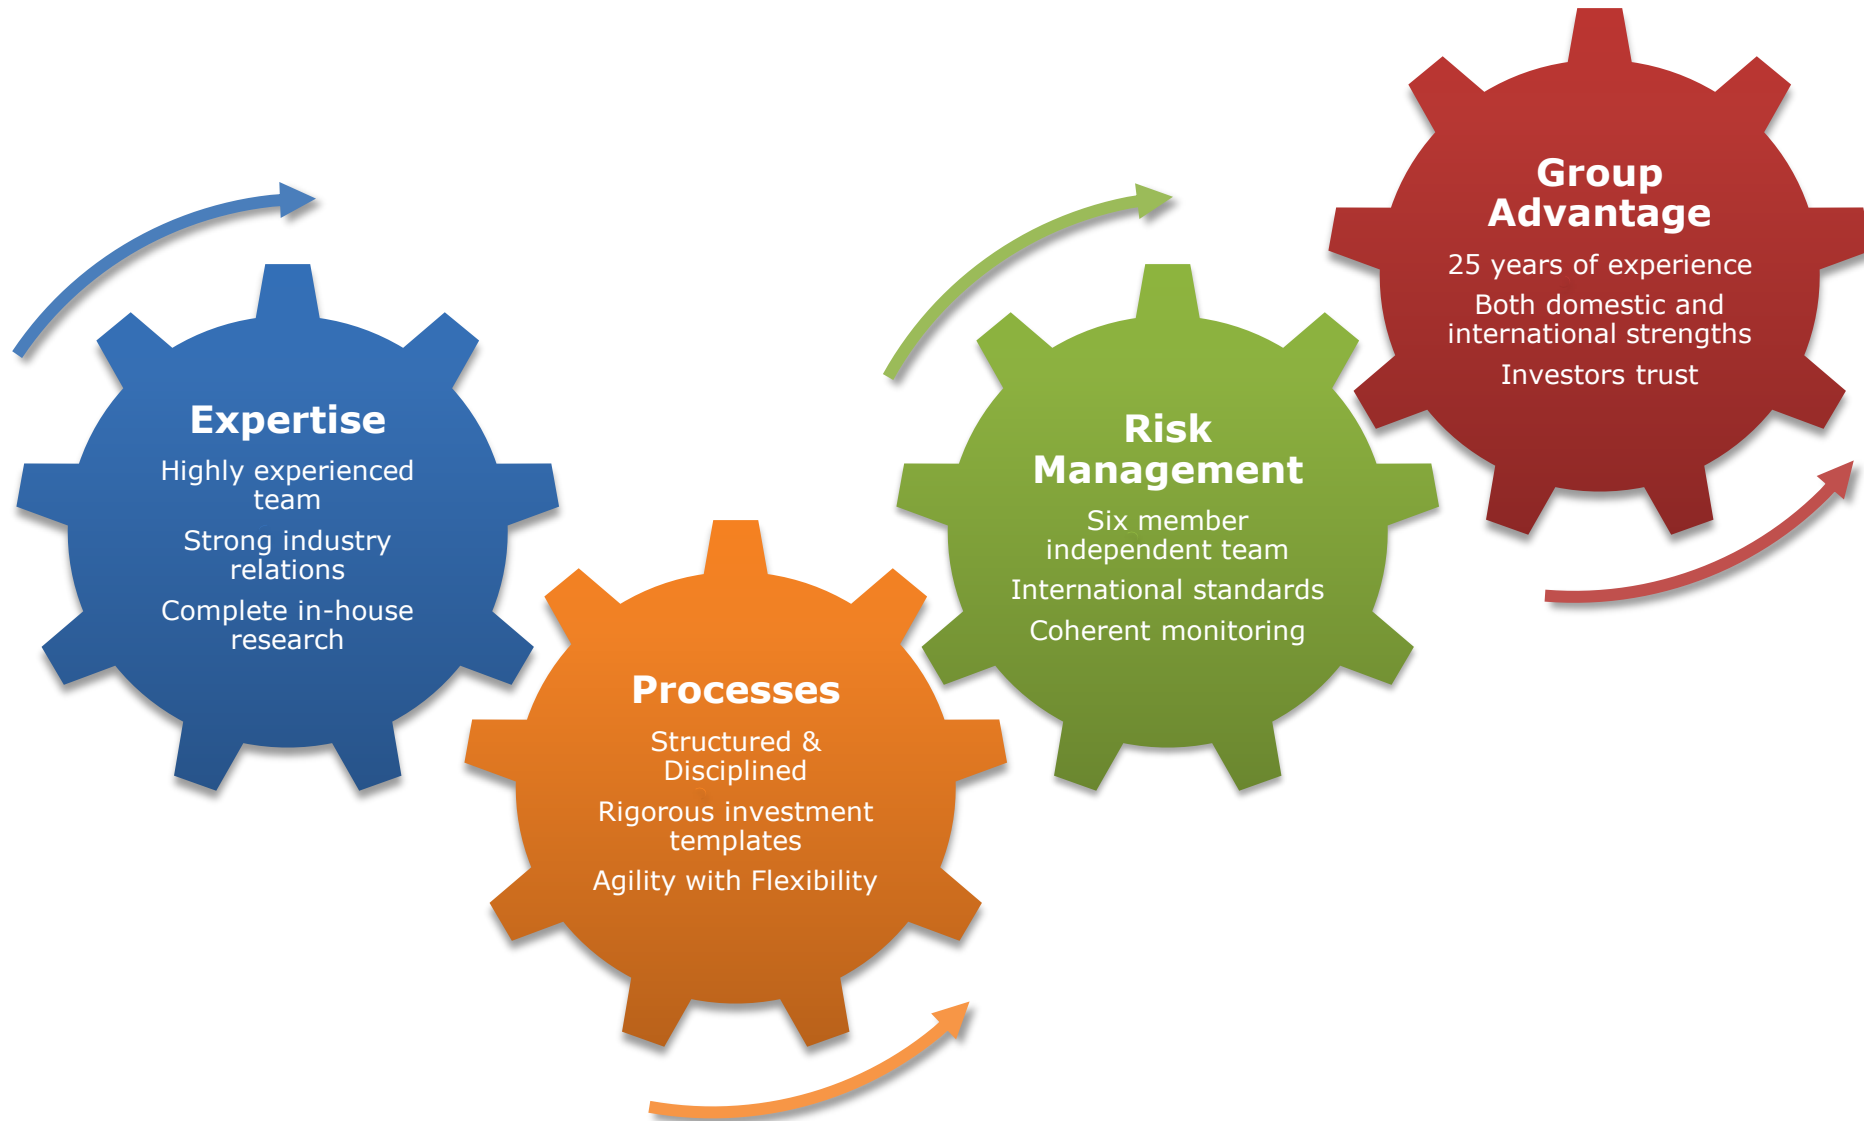 Expertise
Highly experienced
team
Strong industry
relations
Complete in-house
research
Processes
Structured &
Disciplined
Rigorous investment
templates
Agility with Flexibility
Risk
Management
Six member
independent team
International standards
Coherent monitoring
Group
Advantage
25 years of experience
Both domestic and
international strengths
Investors trust